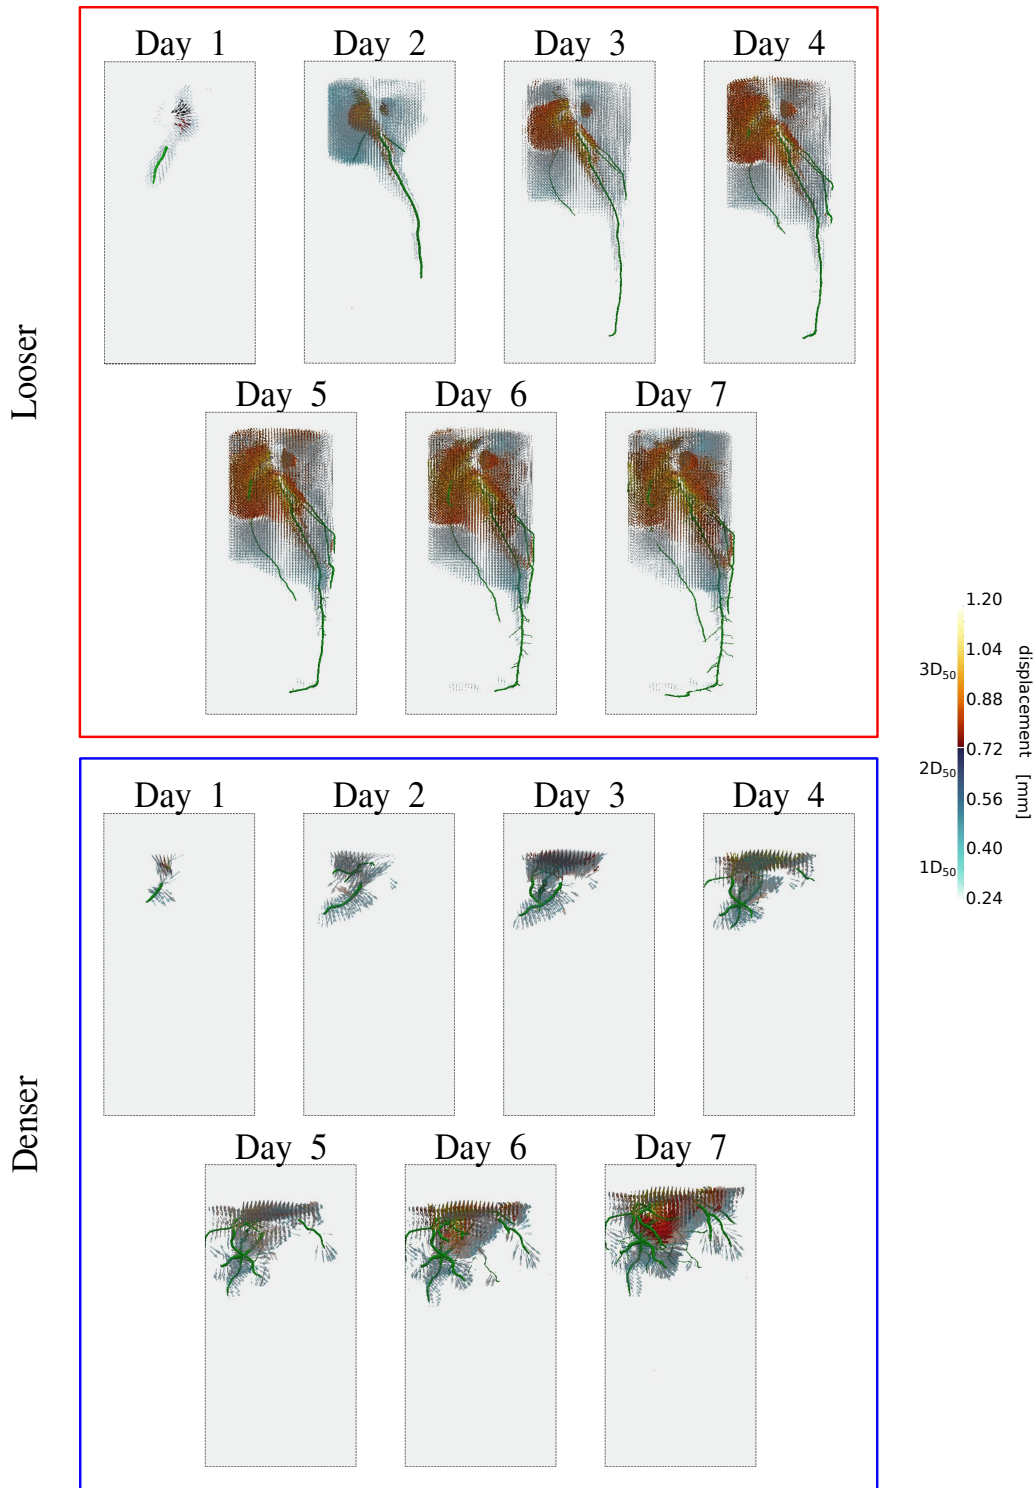 Looser
Day 1
Day 2
Day 3
Day 4
Day 5
Day 6
Day 7
Denser
Day 1
Day 2
Day 3
Day 4
Day 5
Day 6
Day 7
1.20
1.04
3D50
0.88
0.72
2D50
0.56
0.40
1D50
0.24
displacement [mm]